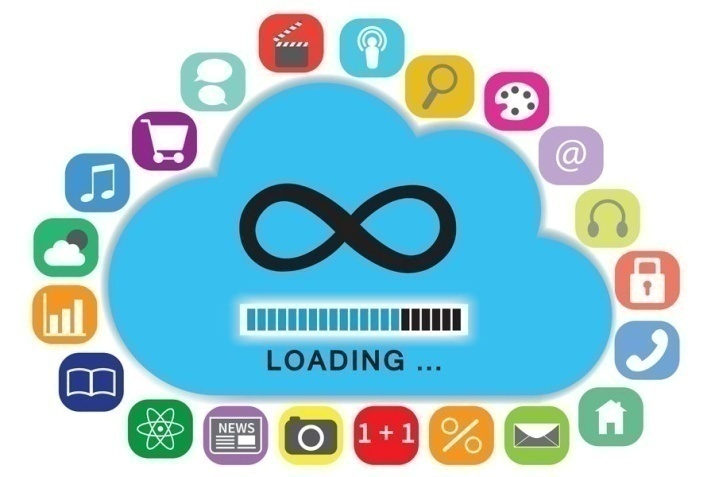 @
LOADING ...
NEWS
1 + 1
%